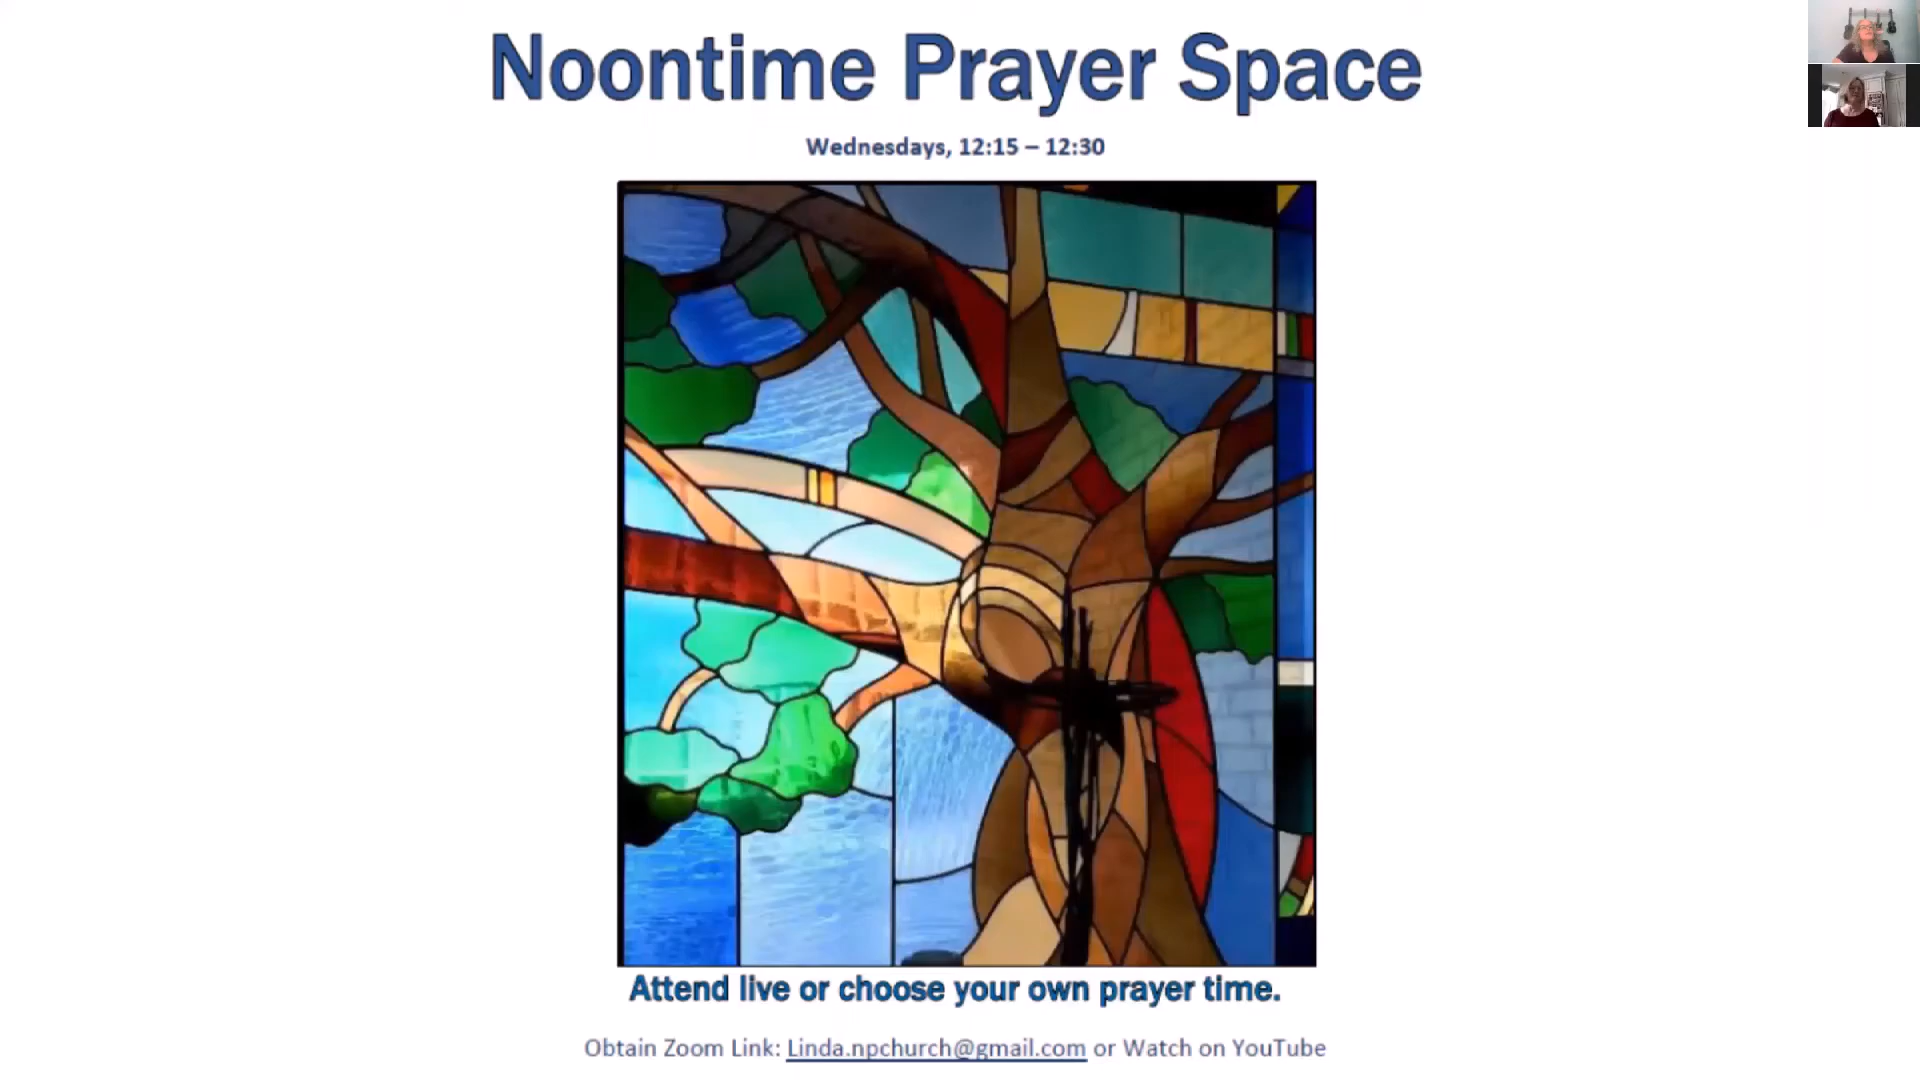 Noontime Prayer Space
Wednesdays, 12:15 – 12:30
Attend live or choose your own prayer time.
Obtain Zoom Link: Linda.npchurch@gmail.com or Watch on YouTube